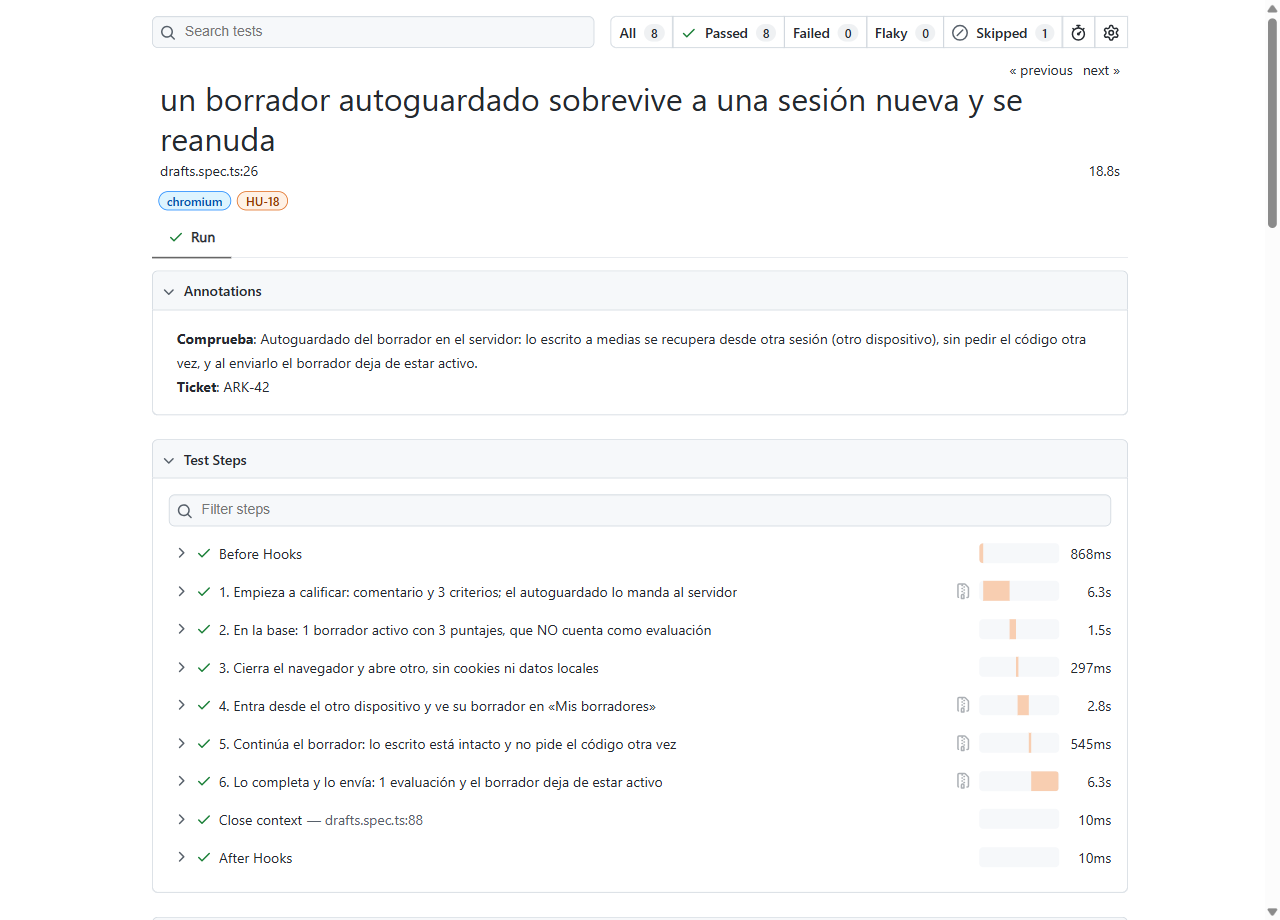 Search tests
All 8
Passed 8
Failed 0
Flaky 0
Skipped 1
« previous next »
un borrador autoguardado sobrevive a una sesión nueva y se
reanuda
drafts.spec.ts:26
18.8s
chromium
HU-18
Run
Annotations
Comprueba: Autoguardado del borrador en el servidor: lo escrito a medias se recupera desde otra sesión (otro dispositivo), sin pedir el código otra
vez, y al enviarlo el borrador deja de estar activo.
Ticket: ARK-42
Test Steps
Filter steps
Before Hooks 868ms
1. Empieza a calificar: comentario y 3 criterios; el autoguardado lo manda al servidor 6.3s
2. En la base: 1 borrador activo con 3 puntajes, que NO cuenta como evaluación 1.5s
3. Cierra el navegador y abre otro, sin cookies ni datos locales 297ms
4. Entra desde el otro dispositivo y ve su borrador en «Mis borradores» 2.8s
5. Continúa el borrador: lo escrito está intacto y no pide el código otra vez 545ms
6. Lo completa y lo envía: 1 evaluación y el borrador deja de estar activo 6.3s
Close context — drafts.spec.ts:88 10ms
After Hooks 10ms